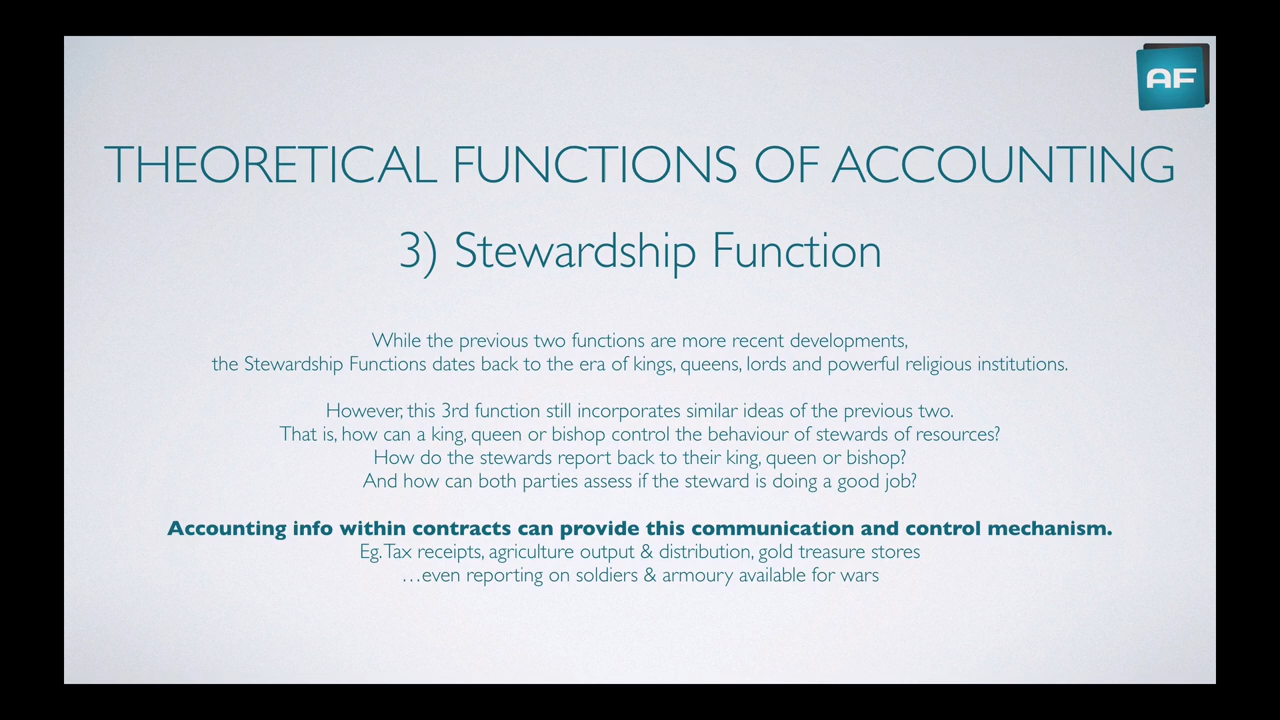 AF
THEORETICAL FUNCTIONS OF ACCOUNTING
3) Stewardship Function
While the previous two functions are more recent developments,
the Stewardship Functions dates back to the era of kings, queens, lords and powerful religious institutions.
However, this 3rd function still incorporates similar ideas of the previous two.
That is, how can a king, queen or bishop control the behaviour of stewards of resources?
How do the stewards report back to their king, queen or bishop?
And how can both parties assess if the steward is doing a good job?
Accounting info within contracts can provide this communication and control mechanism.
Eg. Tax receipts, agriculture output & distribution, gold treasure stores
…even reporting on soldiers & armoury available for wars